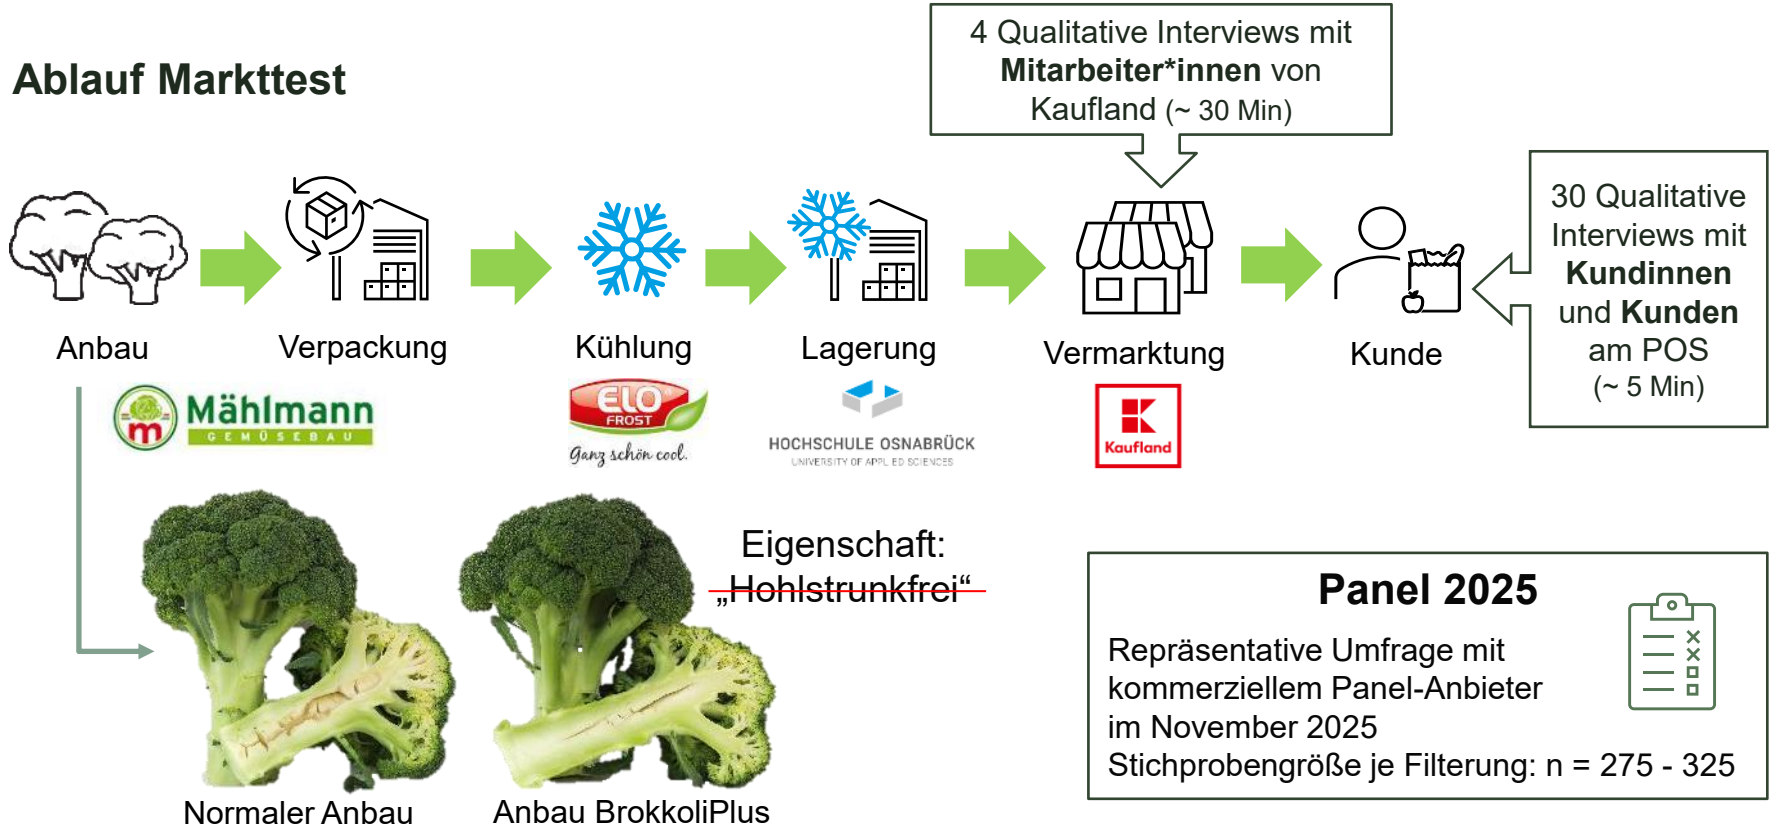 Ablauf Markttest
4 Qualitative Interviews mit
Mitarbeiter*innen von
Kaufland (~ 30 Min)
30 Qualitative
Interviews mit
Kundinnen
und Kunden
am POS
(~ 5 Min)
Anbau
Verpackung
Kühlung
Lagerung
Vermarktung
Kunde
m
Mählmann
GEMÜSEBAU
ELO
FROST
Ganz schön cool.
HOCHSCHULE OSNABRÜCK
UNIVERSITY OF APPLIED SCIENCES
K
Kaufland
Eigenschaft:
„Hohlstrunkfrei“
Normaler Anbau
Anbau BrokkoliPlus
Panel 2025
Repräsentative Umfrage mit
kommerziellem Panel-Anbieter
im November 2025
Stichprobengröße je Filterung: n = 275 - 325